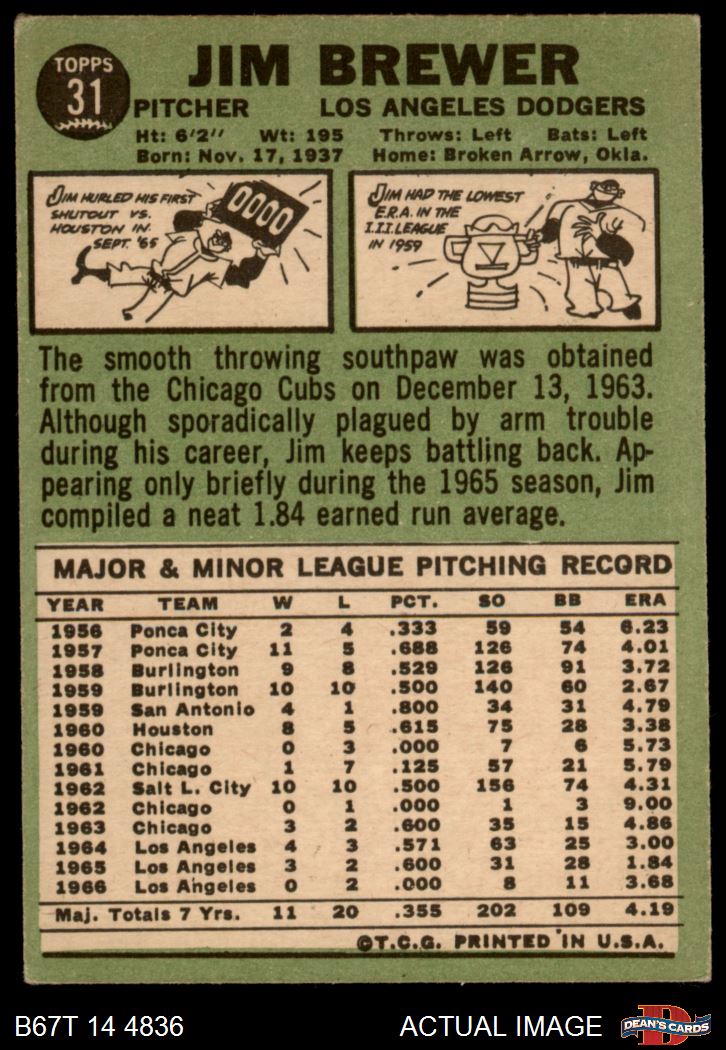 TOPPS
31
JIM BREWER
PITCHER LOS ANGELES DODGERS
Ht: 6'2" Wt: 195 Throws: Left Bats: Left
Born: Nov. 17, 1937 Home: Broken Arrow, Okla.
JIM HURLED HIS FIRST
SHUTOUT VS.
HOUSTON IN
SEPT. '65
0000
JIM HAD THE LOWEST
E.R.A. IN THE
I.I.I. LEAGUE
IN 1959
The smooth throwing southpaw was obtained
from the Chicago Cubs on December 13, 1963.
Although sporadically plagued by arm trouble
during his career, Jim keeps battling back. Ap-
pearing only briefly during the 1965 season, Jim
compiled a neat 1.84 earned run average.
MAJOR & MINOR LEAGUE PITCHING RECORD
YEAR TEAM W L PCT. SO BB ERA
1956 Ponca City 2 4 .333 59 54 6.23
1957 Ponca City 11 5 .688 126 74 4.01
1958 Burlington 9 8 .529 126 91 3.72
1959 Burlington 10 10 .500 140 60 2.67
1959 San Antonio 4 1 .800 34 31 4.79
1960 Houston 8 5 .615 75 28 3.38
1960 Chicago 0 3 .000 7 6 5.73
1961 Chicago 1 7 .125 57 21 5.79
1962 Salt L. City 10 10 .500 156 74 4.31
1962 Chicago 0 1 .000 1 3 9.00
1963 Chicago 3 2 .600 35 15 4.86
1964 Los Angeles 4 3 .571 63 25 3.00
1965 Los Angeles 3 2 .600 31 28 1.84
1966 Los Angeles 0 2 .000 8 11 3.68
Maj. Totals 7 Yrs. 11 20 .355 202 109 4.19
©T.C.G. PRINTED IN U.S.A.
B67T 14 4836 ACTUAL IMAGE
D
DEAN'S CARDS